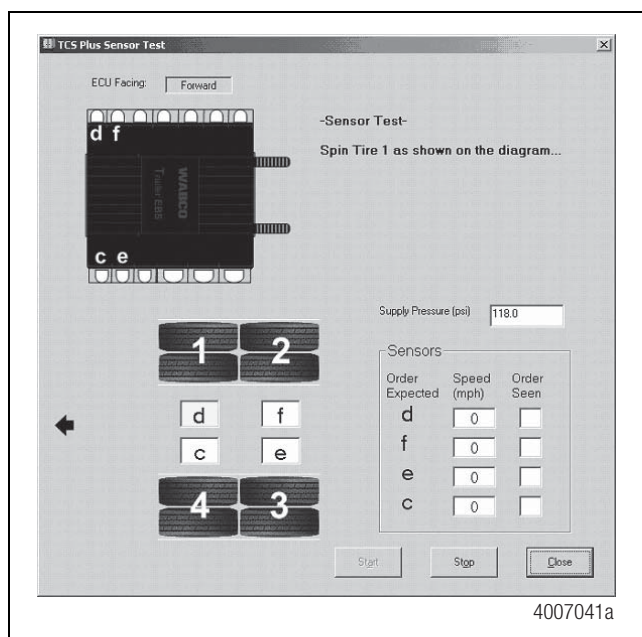 TCS Plus Sensor Test
ECU Facing: Forward
d f
WABCO
Trailer EBS
c e
-Sensor Test-
Spin Tire 1 as shown on the diagram...
Supply Pressure (psi) 118.0
1 2
d f
c e
4 3
Sensors
Order Expected Speed (mph) Order Seen
d 0
f 0
e 0
c 0
Start Stop Close
4007041a